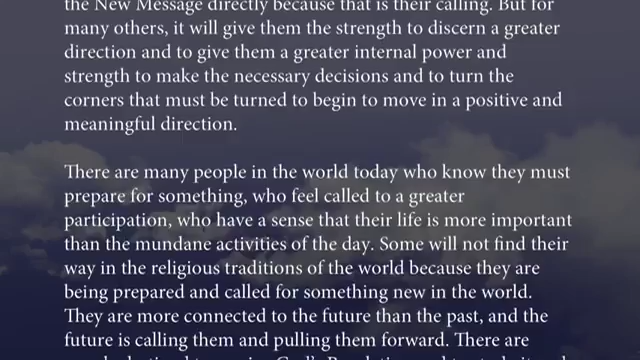 the New Message directly because that is their calling. But for
many others, it will give them the strength to discern a greater
direction and to give them a greater internal power and
strength to make the necessary decisions and to turn the
corners that must be turned to begin to move in a positive and
meaningful direction.
There are many people in the world today who know they must
prepare for something, who feel called to a greater
participation, who have a sense that their life is more important
than the mundane activities of the day. Some will not find their
way in the religious traditions of the world because they are
being prepared and called for something new in the world.
They are more connected to the future than the past, and the
future is calling them and pulling them forward. There are